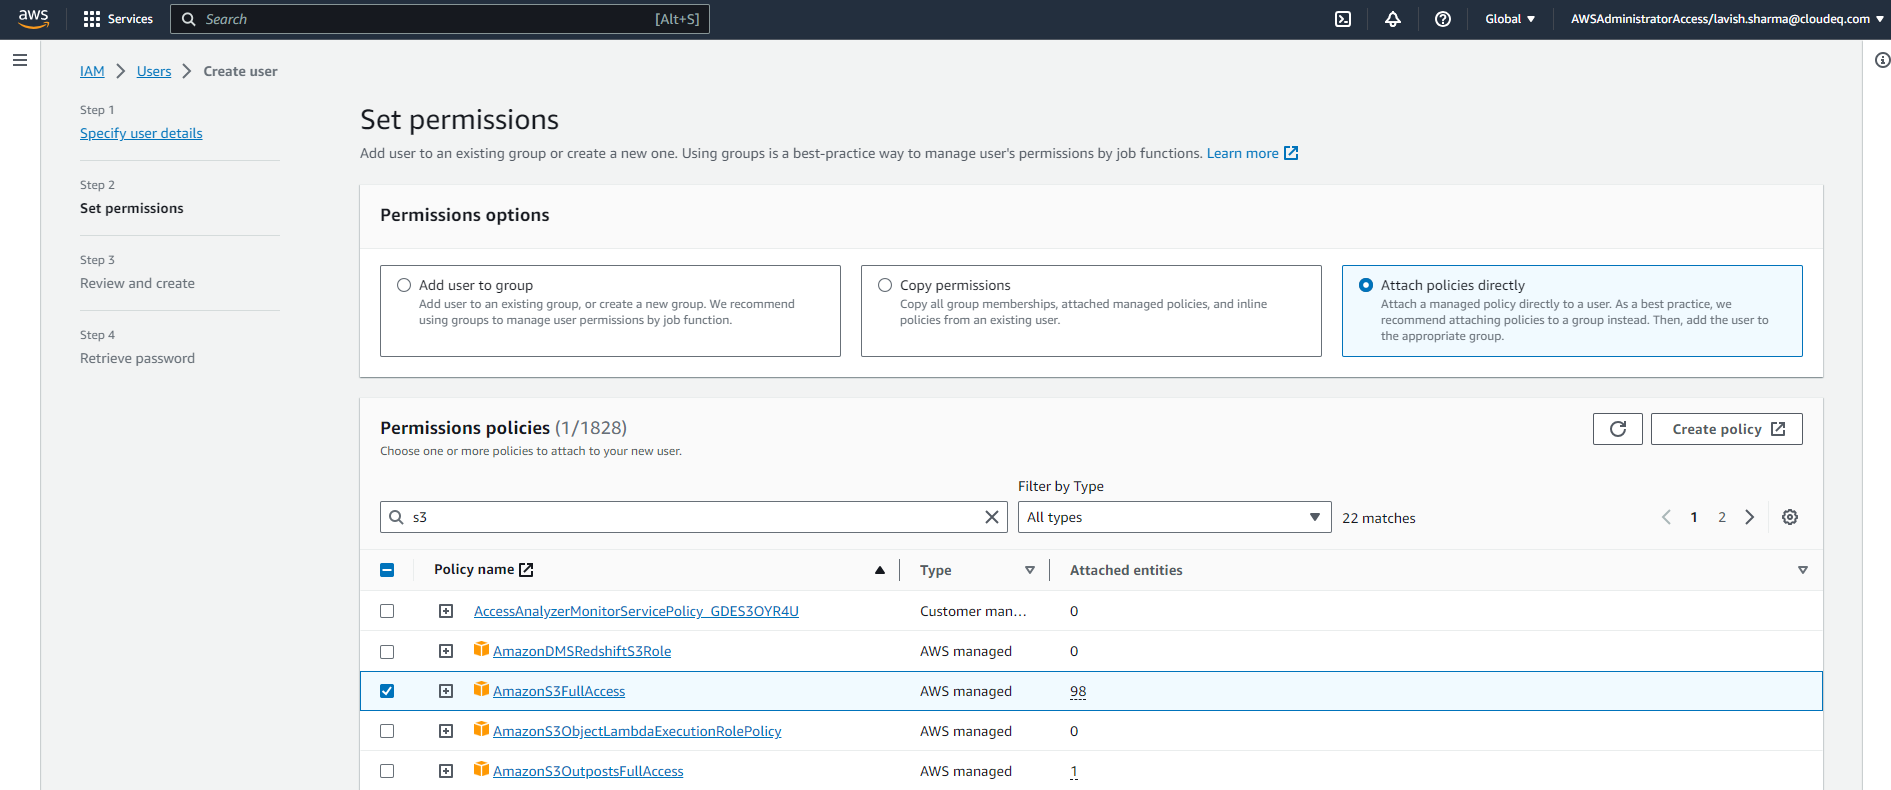 aws
Services
Search
[Alt+S]
Global
AWSAdministratorAccess/lavish.sharma@cloudeq.com
IAM
Users
Create user
Step 1
Specify user details
Step 2
Set permissions
Step 3
Review and create
Step 4
Retrieve password
Set permissions
Add user to an existing group or create a new one. Using groups is a best-practice way to manage user's permissions by job functions. Learn more
Permissions options
Add user to group
Add user to an existing group, or create a new group. We recommend
using groups to manage user permissions by job function.
Copy permissions
Copy all group memberships, attached managed policies, and inline
policies from an existing user.
Attach policies directly
Attach a managed policy directly to a user. As a best practice, we
recommend attaching policies to a group instead. Then, add the user to
the appropriate group.
Permissions policies (1/1828)
Choose one or more policies to attach to your new user.
Create policy
Filter by Type
s3
All types
22 matches
1 2
Policy name Type Attached entities
AccessAnalyzerMonitorServicePolicy_GDES3OYR4U Customer man... 0
AmazonDMSRedshiftS3Role AWS managed 0
AmazonS3FullAccess AWS managed 98
AmazonS3ObjectLambdaExecutionRolePolicy AWS managed 0
AmazonS3OutpostsFullAccess AWS managed 1